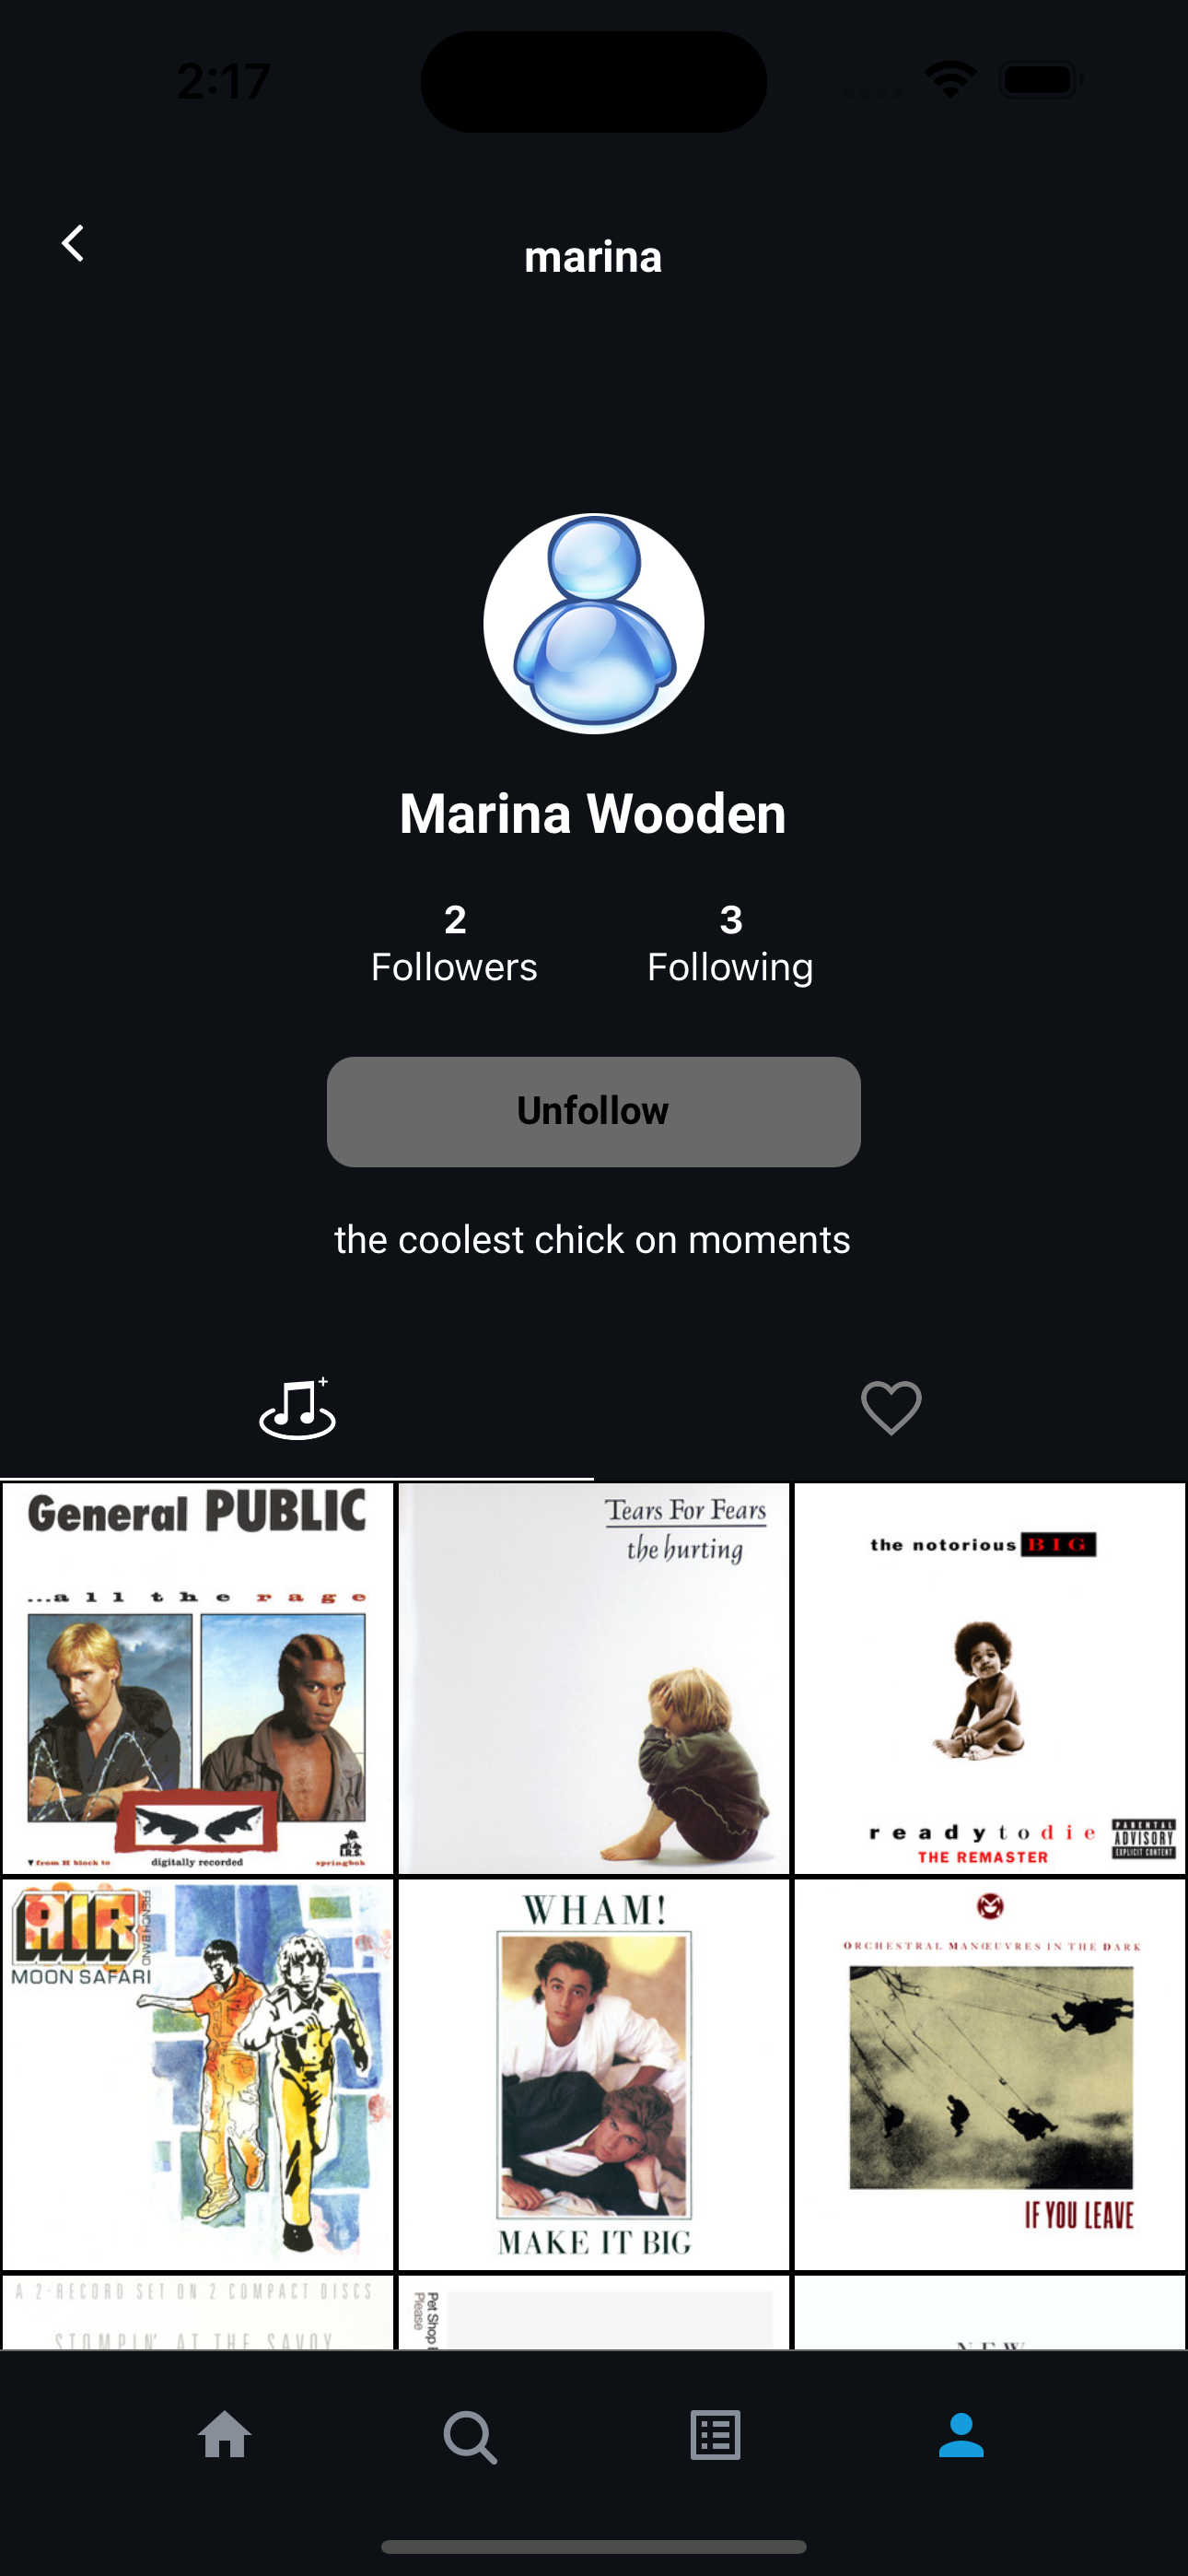 2:17
marina
Marina Wooden
2 3
Followers Following
Unfollow
the coolest chick on moments
General PUBLIC
...all the rage
▼ from H block to digitally recorded springbok
Tears For Fears
the hurting
the notorious BIG
ready to die
THE REMASTER
PARENTAL
ADVISORY
EXPLICIT CONTENT
AIR
FRENCH BAND
MOON SAFARI
WHAM!
MAKE IT BIG
ORCHESTRAL MANŒUVRES IN THE DARK
IF YOU LEAVE
A 2-RECORD SET ON 2 COMPACT DISCS
STOMPIN' AT THE SAVOY
Pet Shop
Please
NEW